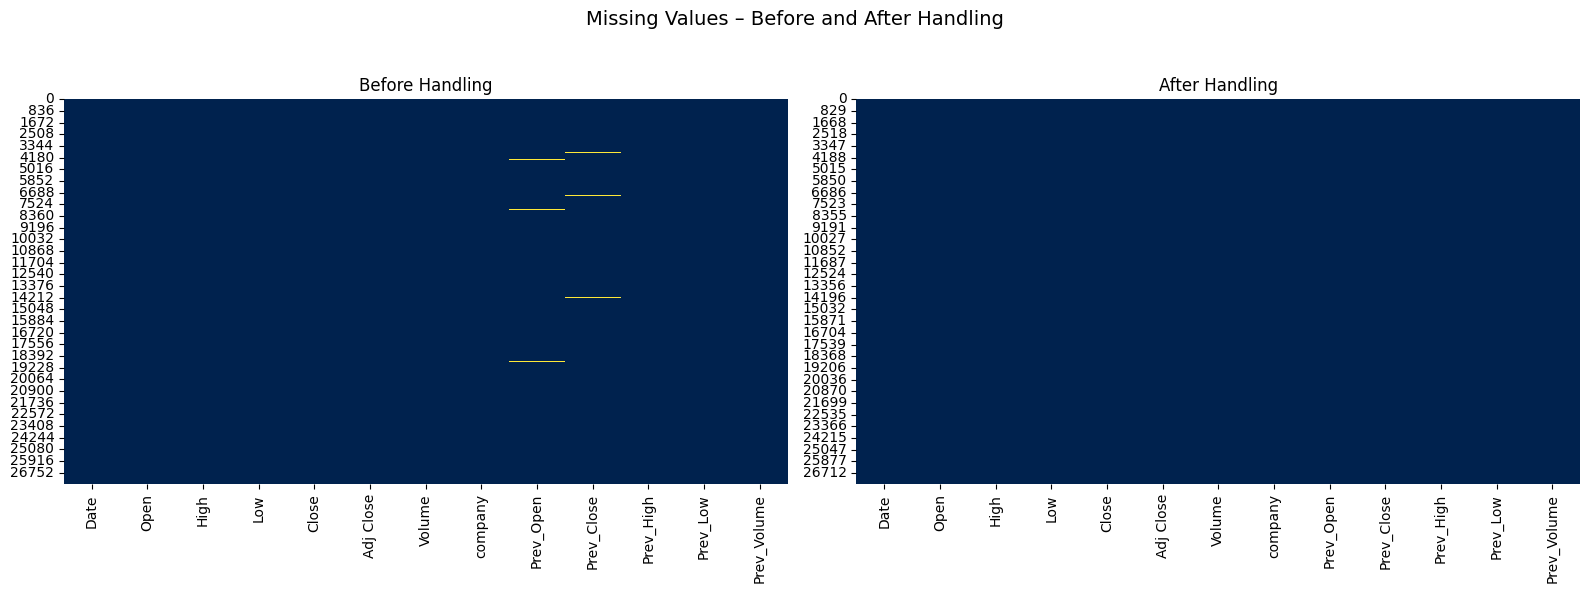 Missing Values – Before and After Handling
Before Handling
0
836
1672
2508
3344
4180
5016
5852
6688
7524
8360
9196
10032
10868
11704
12540
13376
14212
15048
15884
16720
17556
18392
19228
20064
20900
21736
22572
23408
24244
25080
25916
26752
Date
Open
High
Low
Close
Adj Close
Volume
company
Prev_Open
Prev_Close
Prev_High
Prev_Low
Prev_Volume
After Handling
0
829
1668
2518
3347
4188
5015
5850
6686
7523
8355
9191
10027
10852
11687
12524
13356
14196
15032
15871
16704
17539
18368
19206
20036
20870
21699
22535
23366
24215
25047
25877
26712
Date
Open
High
Low
Close
Adj Close
Volume
company
Prev_Open
Prev_Close
Prev_High
Prev_Low
Prev_Volume